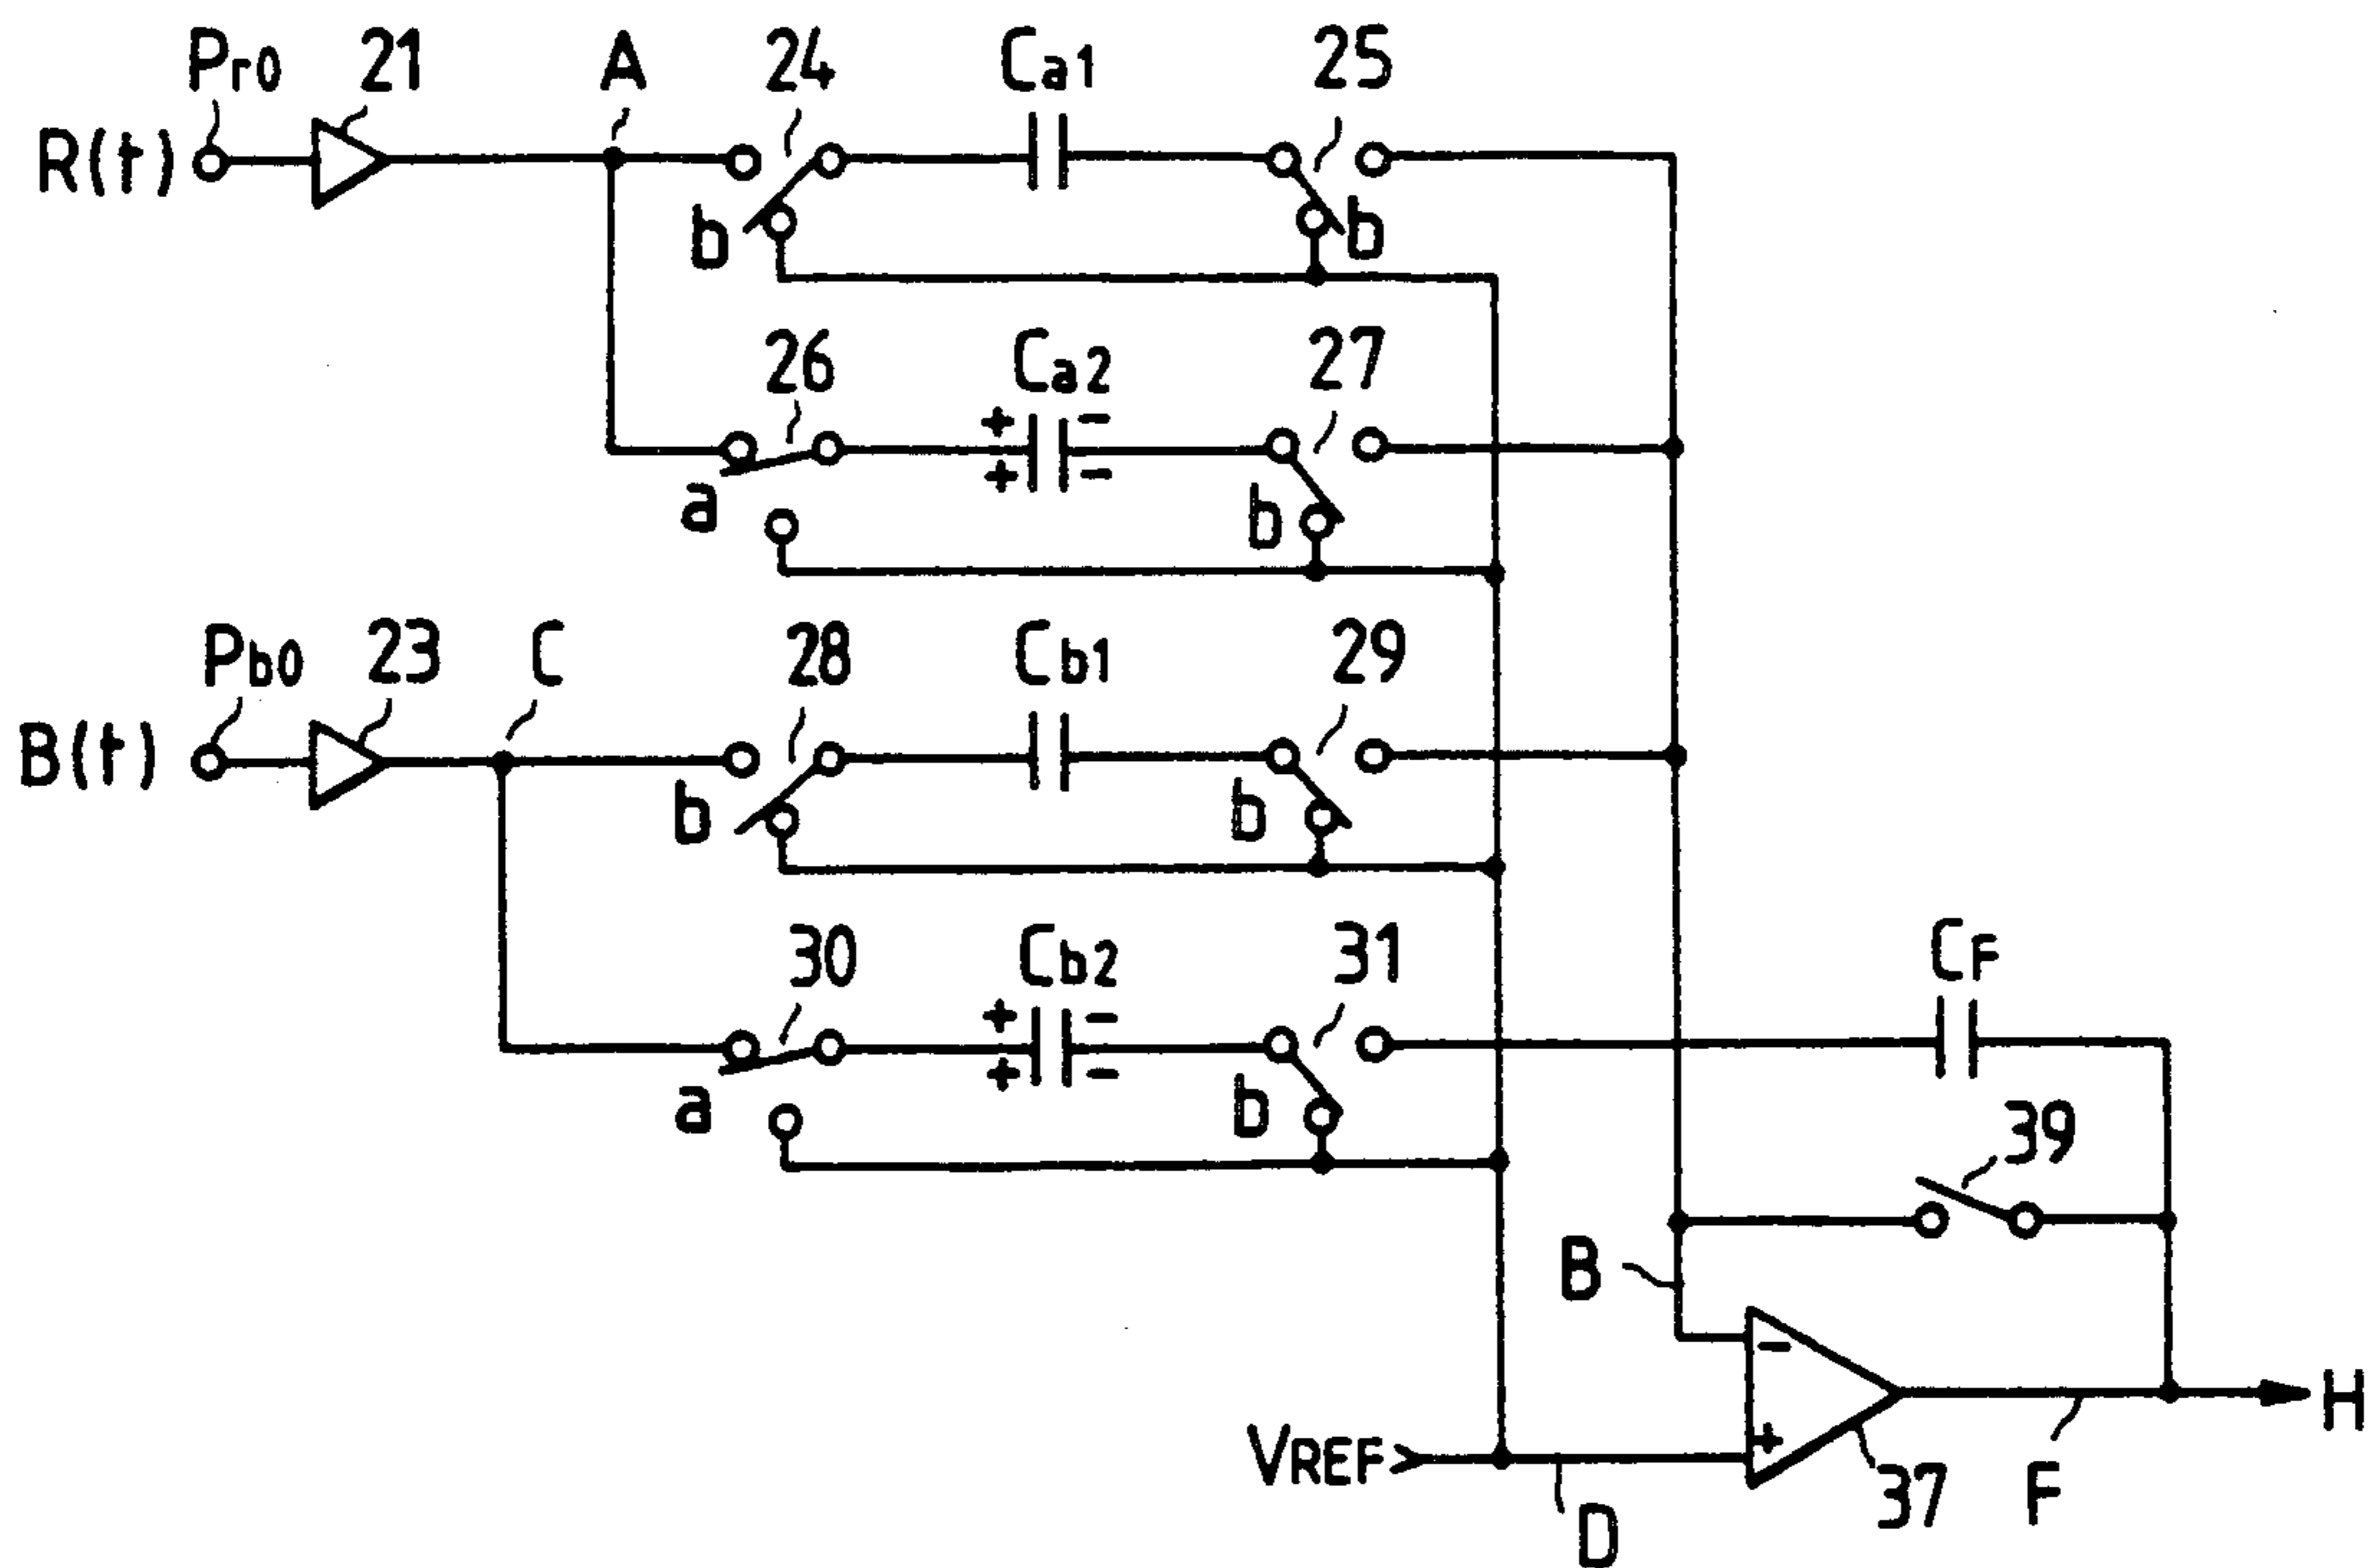 Pr0 21 A 24 Ca1 25
R(t)
b b
26 Ca2 27
+ -
+ -
a b
Pb0 23 C 28 Cb1 29
B(t)
b b
30 Cb2 31 CF
+ -
+ -
a b 39
B
-
H
+
VREF 37 F
D